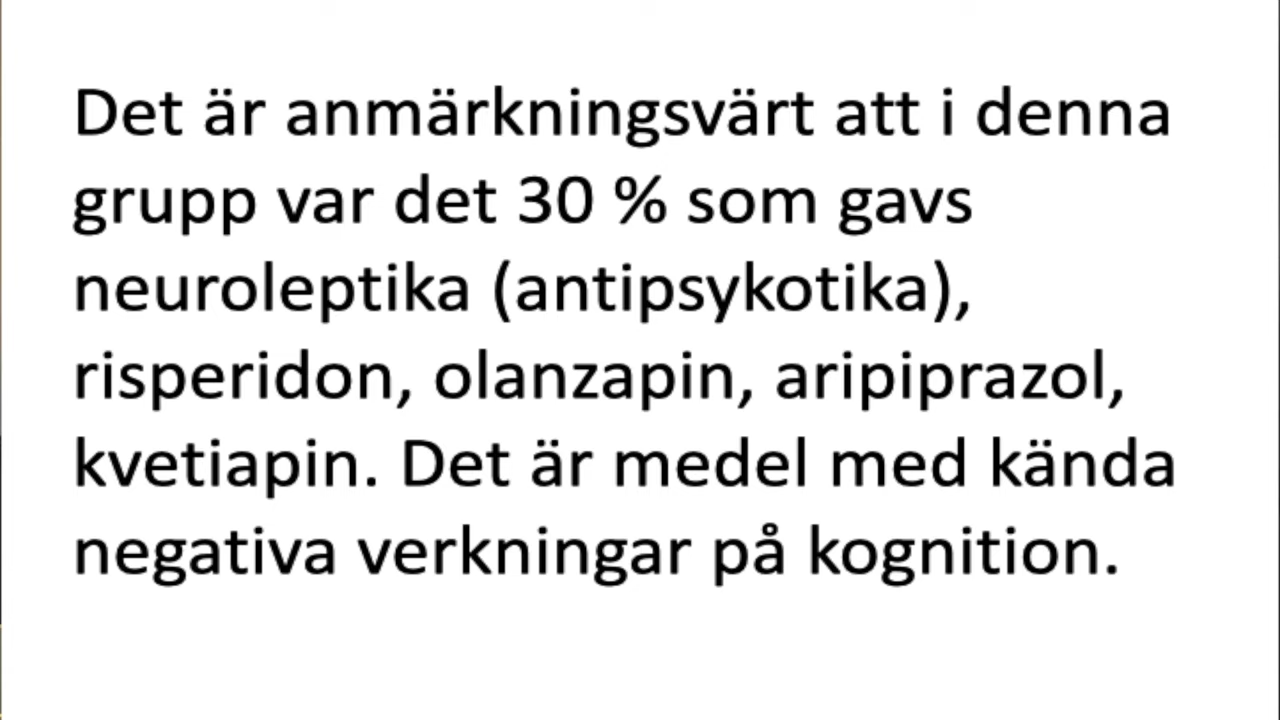 Det är anmärkningsvärt att i denna
grupp var det 30 % som gavs
neuroleptika (antipsykotika),
risperidon, olanzapin, aripiprazol,
kvetiapin. Det är medel med kända
negativa verkningar på kognition.